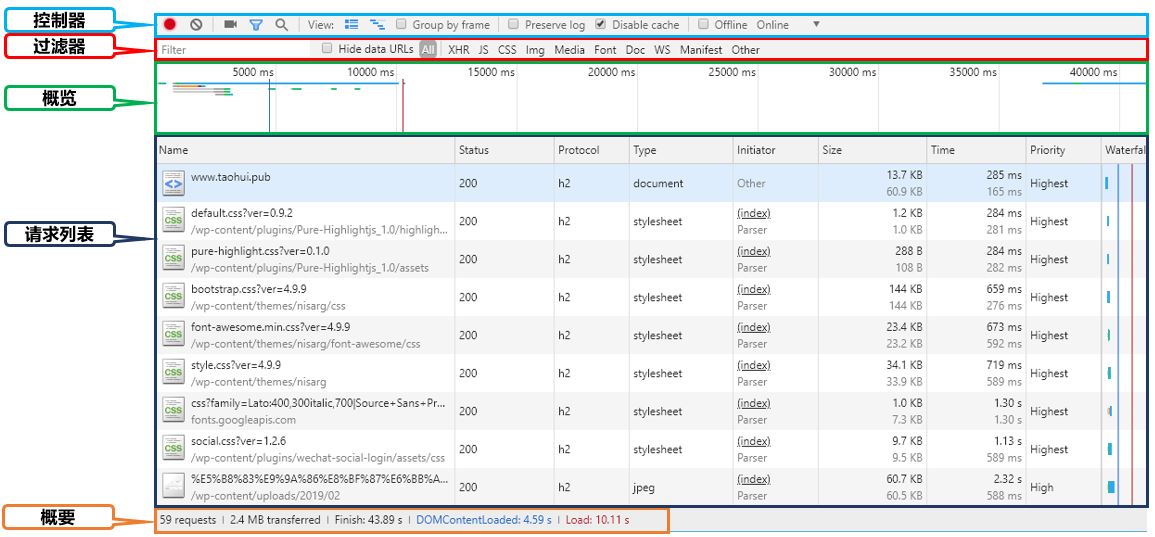 控制器
View: Group by frame Preserve log Disable cache Offline Online
过滤器
Filter Hide data URLs All XHR JS CSS Img Media Font Doc WS Manifest Other
概览
5000 ms 10000 ms 15000 ms 20000 ms 25000 ms 30000 ms 35000 ms 40000 ms
请求列表
Name Status Protocol Type Initiator Size Time Priority Waterfal
www.taohui.pub 200 h2 document Other 13.7 KB 285 ms Highest
60.9 KB 165 ms
default.css?ver=0.9.2 200 h2 stylesheet (index) 1.2 KB 284 ms Highest
/wp-content/plugins/Pure-Highlightjs_1.0/highligh... Parser 1.0 KB 281 ms
pure-highlight.css?ver=0.1.0 200 h2 stylesheet (index) 288 B 284 ms Highest
/wp-content/plugins/Pure-Highlightjs_1.0/assets Parser 108 B 282 ms
bootstrap.css?ver=4.9.9 200 h2 stylesheet (index) 144 KB 659 ms Highest
/wp-content/themes/nisarg/css Parser 144 KB 276 ms
font-awesome.min.css?ver=4.9.9 200 h2 stylesheet (index) 23.4 KB 673 ms Highest
/wp-content/themes/nisarg/font-awesome/css Parser 23.2 KB 592 ms
style.css?ver=4.9.9 200 h2 stylesheet (index) 34.1 KB 719 ms Highest
/wp-content/themes/nisarg Parser 33.9 KB 589 ms
css?family=Lato:400,300italic,700|Source+Sans+Pr... 200 h2 stylesheet (index) 1.0 KB 1.30 s Highest
fonts.googleapis.com Parser 7.3 KB 1.30 s
social.css?ver=1.2.6 200 h2 stylesheet (index) 9.7 KB 1.13 s Highest
/wp-content/plugins/wechat-social-login/assets/css Parser 9.5 KB 589 ms
%E5%B8%83%E9%9A%86%E8%BF%87%E6%BB%A... 200 h2 jpeg (index) 60.7 KB 2.32 s High
/wp-content/uploads/2019/02 Parser 60.5 KB 588 ms
概要
59 requests | 2.4 MB transferred | Finish: 43.89 s | DOMContentLoaded: 4.59 s | Load: 10.11 s